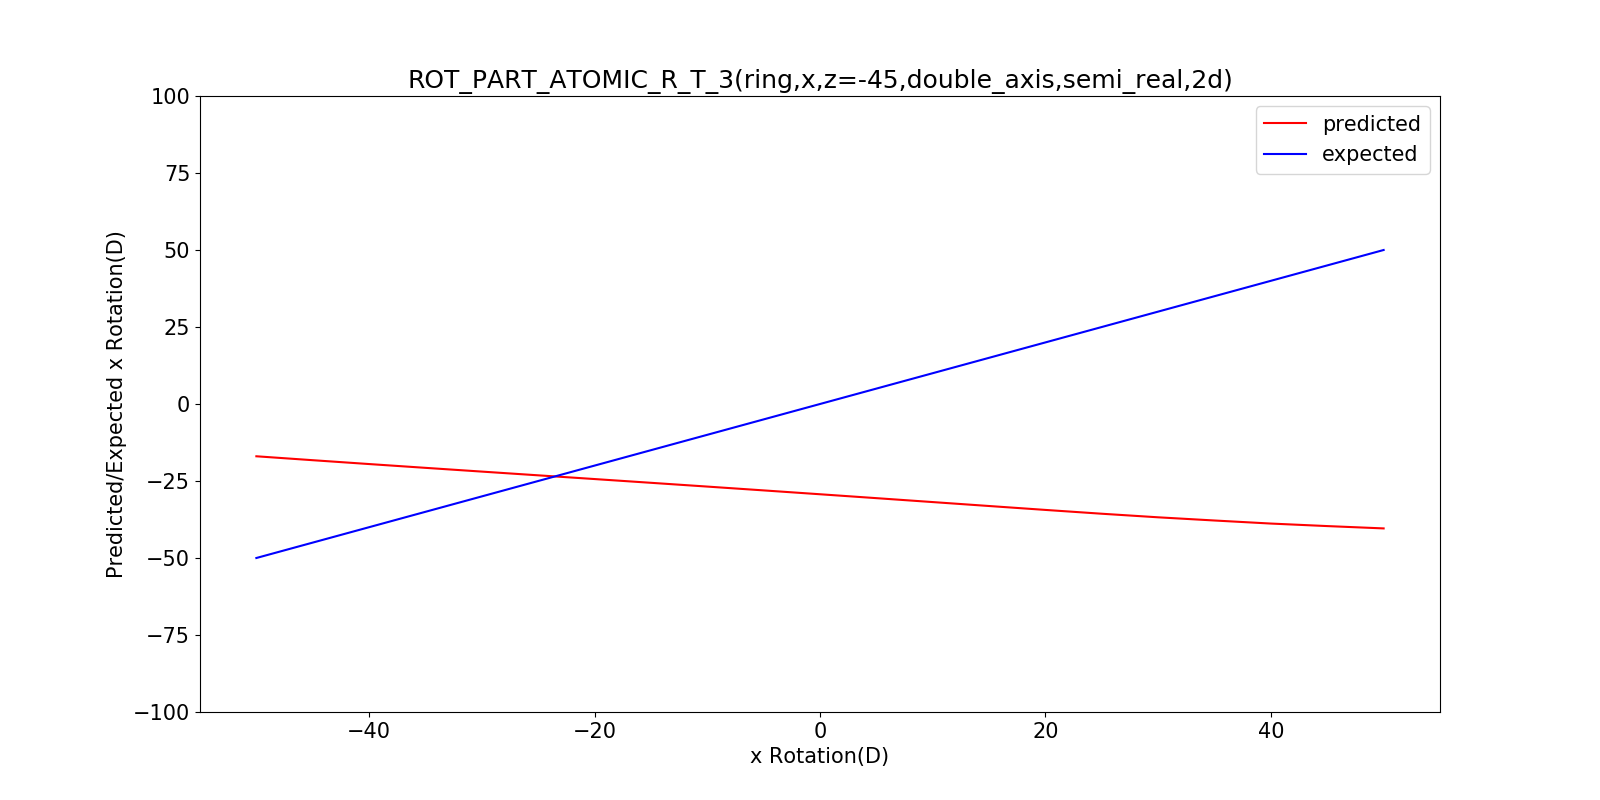 ROT_PART_ATOMIC_R_T_3(ring,x,z=-45,double_axis,semi_real,2d)
100
75
50
25
0
−25
−50
−75
−100
Predicted/Expected x Rotation(D)
predicted
expected
−40
−20
0
20
40
x Rotation(D)